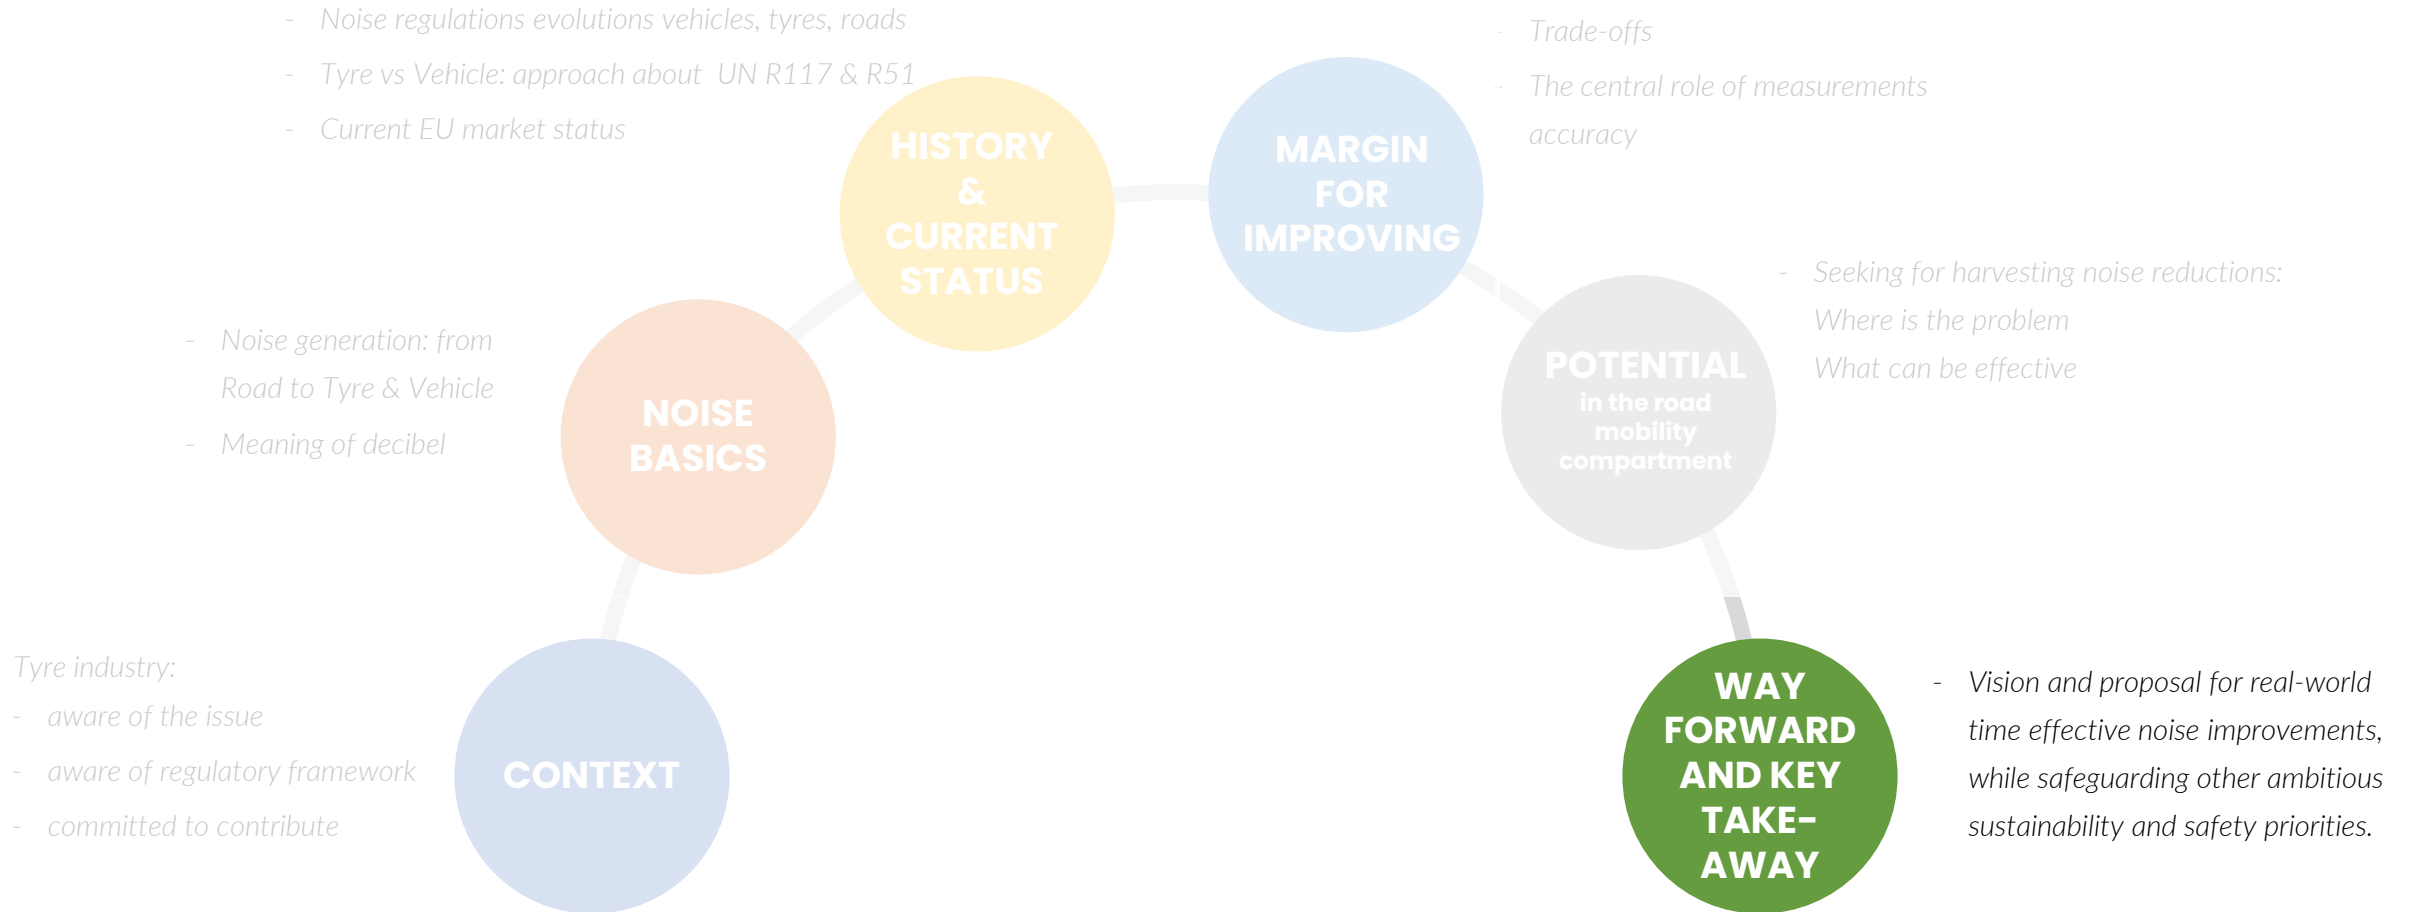 - Noise regulations evolutions vehicles, tyres, roads
- Tyre vs Vehicle: approach about UN R117 & R51
- Current EU market status
HISTORY
&
CURRENT
STATUS
MARGIN
FOR
IMPROVING
- Trade-offs
- The central role of measurements
accuracy
- Noise generation: from
Road to Tyre & Vehicle
- Meaning of decibel
NOISE
BASICS
POTENTIAL
in the road
mobility
compartment
- Seeking for harvesting noise reductions:
Where is the problem
What can be effective
Tyre industry:
- aware of the issue
- aware of regulatory framework
- committed to contribute
CONTEXT
WAY
FORWARD
AND KEY
TAKE-
AWAY
- Vision and proposal for real-world
time effective noise improvements,
while safeguarding other ambitious
sustainability and safety priorities.